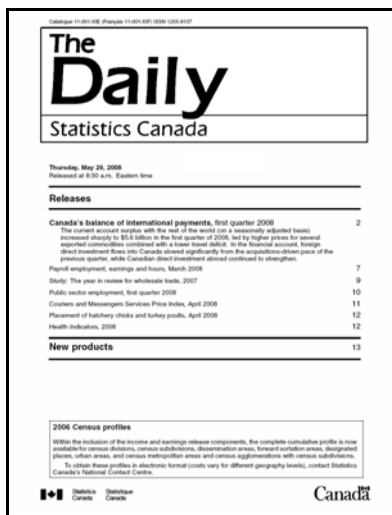 Catalogue 11-001-XIE (Français 11-001-XIF) ISSN 1205-9137
The
Daily
Statistics Canada
Thursday, May 29, 2008
Released at 8:30 a.m. Eastern time
Releases
Canada's balance of international payments, first quarter 2008 2
The current account surplus with the rest of the world (on a seasonally adjusted basis)
increased sharply to $5.6 billion in the first quarter of 2008, led by higher prices for several
exported commodities combined with a lower travel deficit. In the financial account, foreign
direct investment flows into Canada slowed significantly from the acquisitions-driven pace of the
previous quarter, while Canadian direct investment abroad continued to strengthen.
Payroll employment, earnings and hours, March 2008 7
Study: The year in review for wholesale trade, 2007 9
Public sector employment, first quarter 2008 10
Couriers and Messengers Services Price Index, April 2008 11
Placement of hatchery chicks and turkey poults, April 2008 12
Health Indicators, 2008 12
New products 13
2006 Census profiles
Within the inclusion of the income and earnings release components, the complete cumulative profile is now
available for census divisions, census subdivisions, dissemination areas, forward sortation areas, designated
places, urban areas, and census metropolitan areas and census agglomerations with census subdivisions.
To obtain these profiles in electronic format (costs vary for different geography levels), contact Statistics
Canada's National Contact Centre.
Statistics Statistique
Canada Canada
Canada